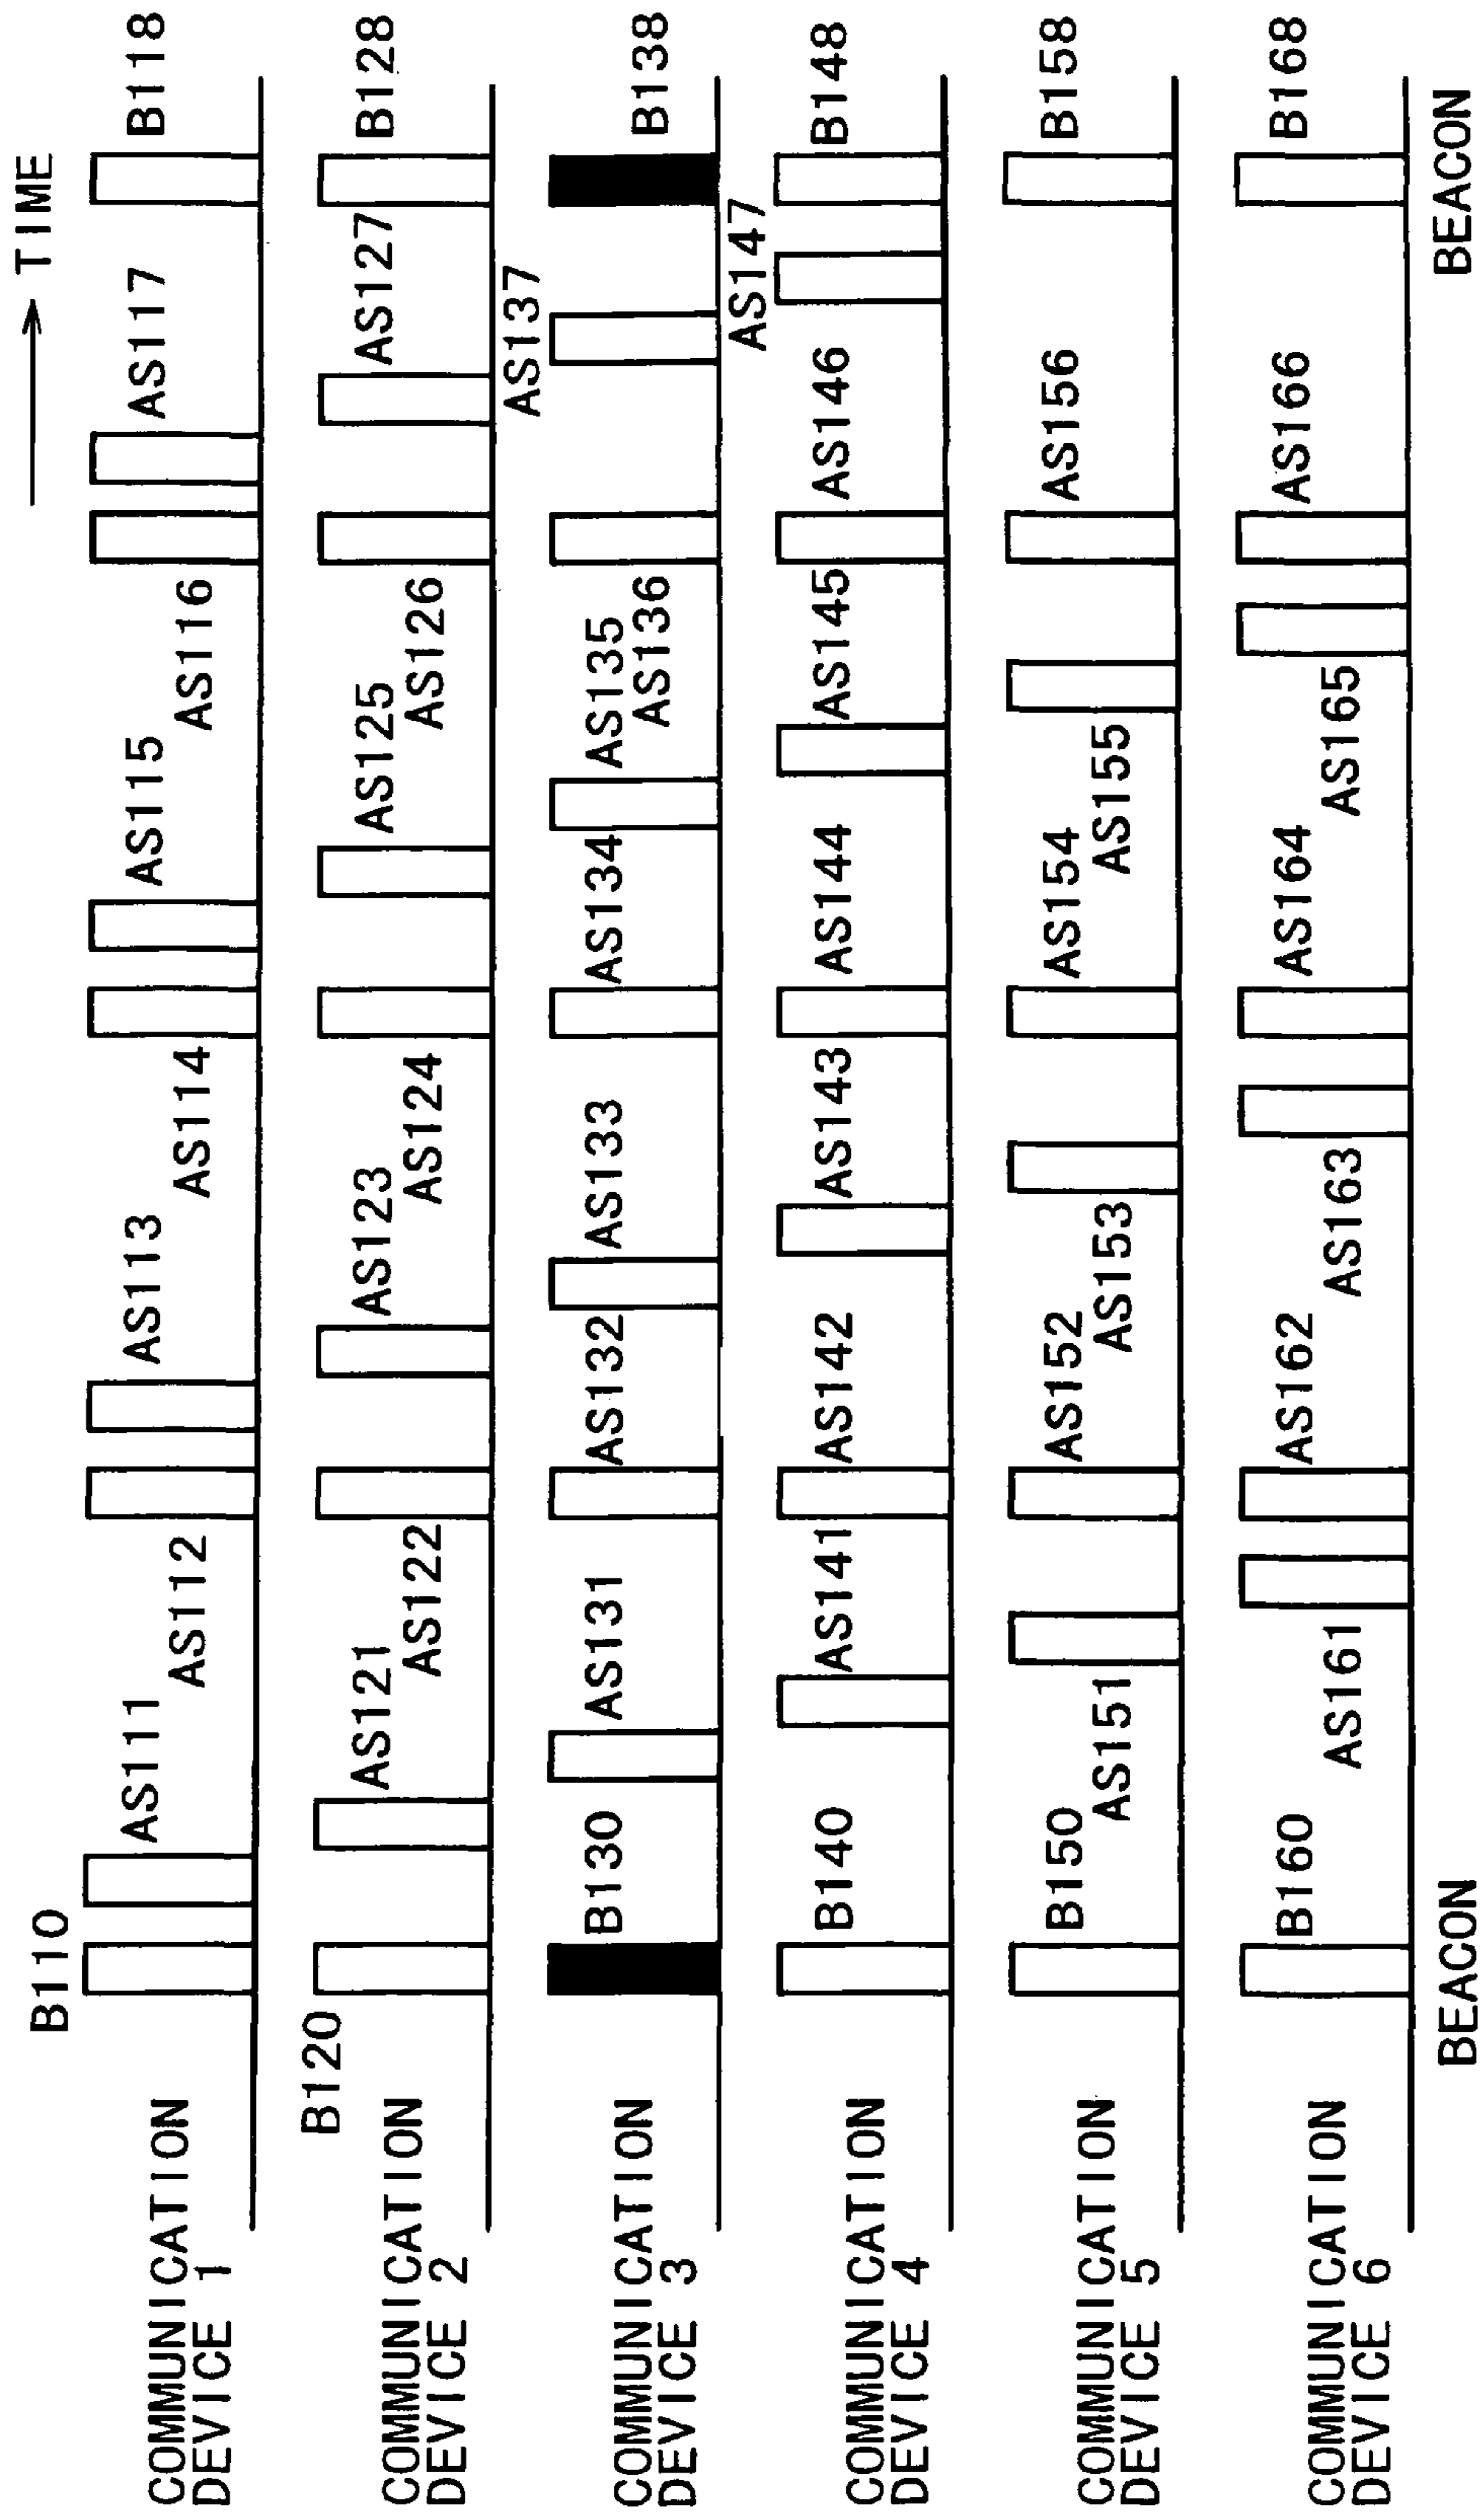 TIME
B110
COMMUNICATION
DEVICE 1
AS111
AS112
AS113
AS114
AS115
AS116
AS117
B118
B120
COMMUNICATION
DEVICE 2
AS121
AS122
AS123
AS124
AS125
AS126
AS127
B128
COMMUNICATION
DEVICE 3
B130
AS131
AS132
AS133
AS134
AS135
AS136
AS137
B138
COMMUNICATION
DEVICE 4
B140
AS141
AS142
AS143
AS144
AS145
AS146
AS147
B148
COMMUNICATION
DEVICE 5
B150
AS151
AS152
AS153
AS154
AS155
AS156
B158
COMMUNICATION
DEVICE 6
B160
AS161
AS162
AS163
AS164
AS165
AS166
B168
BEACON
BEACON